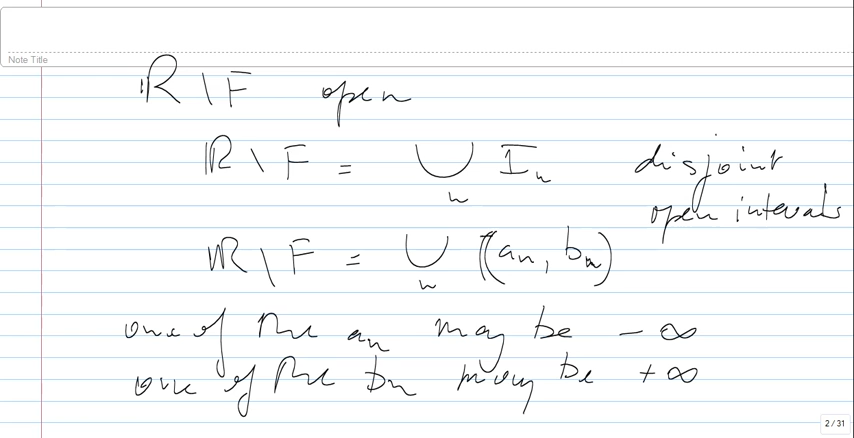 Note Title
ℝ \ F open
ℝ \ F = ⋃ₙ Iₙ disjoint
open intervals
ℝ \ F = ⋃ₙ (aₙ, bₙ)
one of the aₙ may be - ∞
one of the bₙ may be + ∞
2 / 31